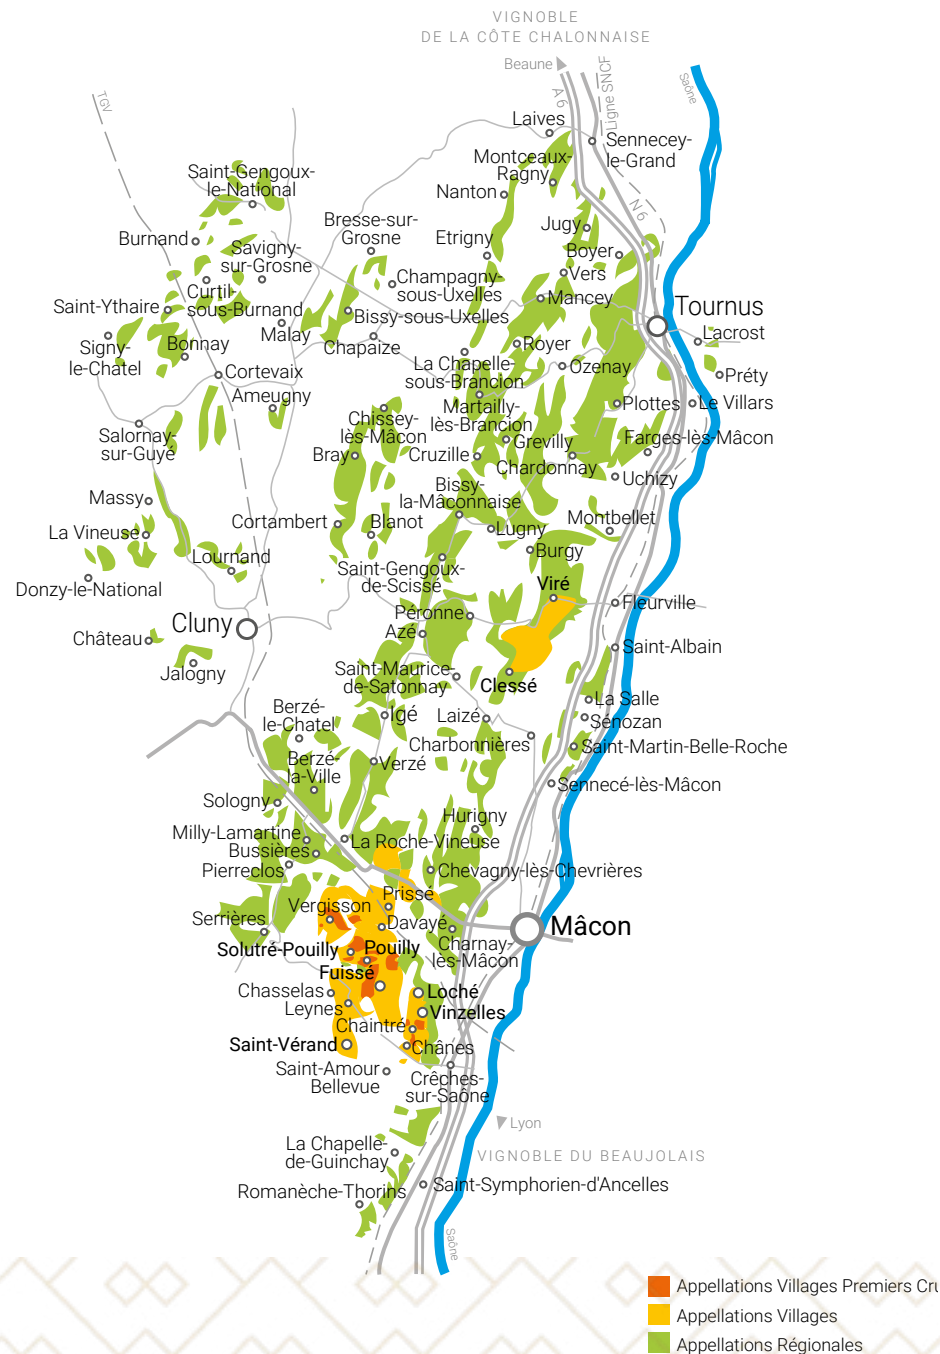 VIGNOBLE
DE LA CÔTE CHALONNAISE
Beaune
A 6
Ligne SNCF
Saône
TGV
Laives
Sennecey-
le-Grand
Montceaux-
Ragny
Saint-Gengoux-
le-National
Nanton
N 6
Bresse-sur-
Grosne
Etrigny
Jugy
Burnand
Savigny-
sur-Grosne
Boyer
Champagny-
sous-Uxelles
Vers
Curtil-
sous-Burnand
Mancey
Saint-Ythaire
Bissy-sous-Uxelles
Tournus
Malay
Lacrost
Signy-
le-Chatel
Bonnay
Chapaize
Royer
La Chapelle-
sous-Brancion
Ozenay
Cortevaix
Préty
Ameugny
Martailly-
lès-Brancion
Plottes
Le Villars
Chissey-
lès-Mâcon
Salornay-
sur-Guye
Grevilly
Farges-lès-Mâcon
Bray
Cruzille
Chardonnay
Uchizy
Massy
Bissy-
la-Mâconnaise
Cortambert
Blanot
Lugny
Montbellet
La Vineuse
Burgy
Lournand
Saint-Gengoux-
de-Scissé
Viré
Donzy-le-National
Fleurville
Cluny
Péronne
Azé
Château
Saint-Albain
Jalogny
Saint-Maurice-
de-Satonnay
Clessé
La Salle
Berzé-
le-Chatel
Igé
Laizé
Sénozan
Charbonnières
Saint-Martin-Belle-Roche
Berzé-
la-Ville
Verzé
Sennecé-lès-Mâcon
Sologny
Hurigny
Milly-Lamartine
La Roche-Vineuse
Bussières
Pierreclos
Chevagny-lès-Chevrières
Prissé
Vergisson
Serrières
Davayé
Mâcon
Charnay-
lès-Mâcon
Solutré-Pouilly
Pouilly
Fuissé
Chasselas
Loché
Leynes
Vinzelles
Chaintré
Saint-Vérand
Chânes
Saint-Amour
Bellevue
Crêches-
sur-Saône
Lyon
La Chapelle-
de-Guinchay
VIGNOBLE DU BEAUJOLAIS
Romanèche-Thorins
Saint-Symphorien-d'Ancelles
Saône
Appellations Villages Premiers Cru
Appellations Villages
Appellations Régionales